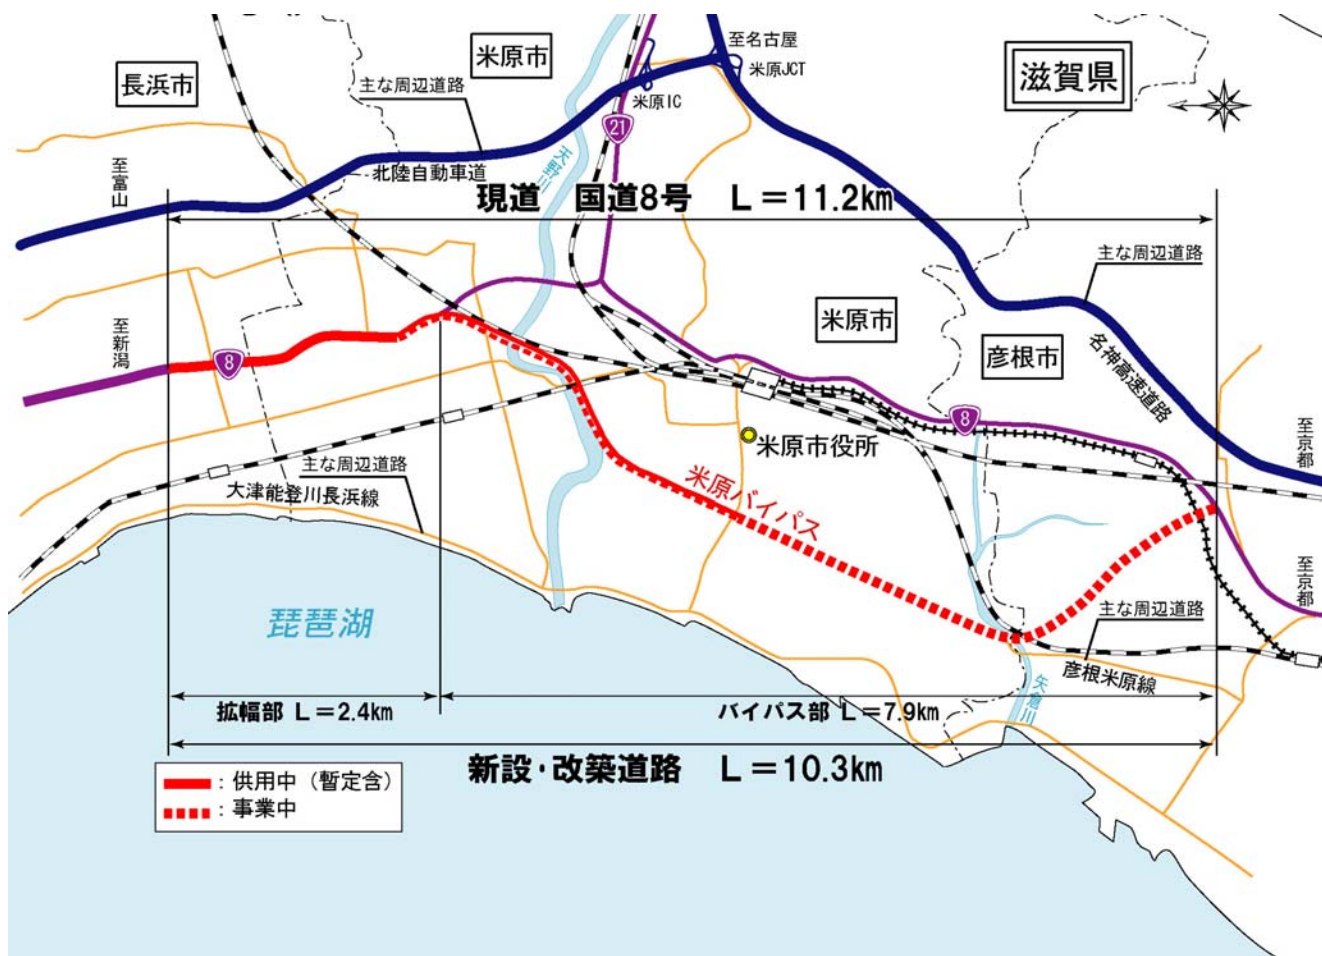 長浜市
米原市
主な周辺道路
至名古屋
米原JCT
米原IC
滋賀県
21
天野川
至富山
北陸自動車道
現道 国道8号 L=11.2km
主な周辺道路
至新潟
8
米原市
彦根市
名神高速道路
8
至京都
米原市役所
主な周辺道路
大津能登川長浜線
米原バイパス
至京都
琵琶湖
主な周辺道路
彦根米原線
矢倉川
拡幅部 L=2.4km
バイパス部 L=7.9km
新設・改築道路 L=10.3km
:供用中(暫定含)
:事業中